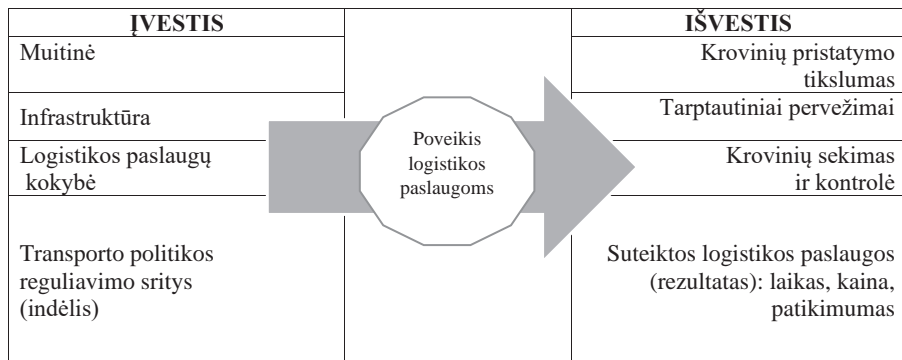 ĮVESTIS
Muitinė
Infrastruktūra
Logistikos paslaugų
kokybė
Transporto politikos
reguliavimo sritys
(indėlis)
Poveikis
logistikos
paslaugoms
IŠVESTIS
Krovinių pristatymo
tikslumas
Tarptautiniai pervežimai
Krovinių sekimas
ir kontrolė
Suteiktos logistikos paslaugos
(rezultatas): laikas, kaina,
patikimumas